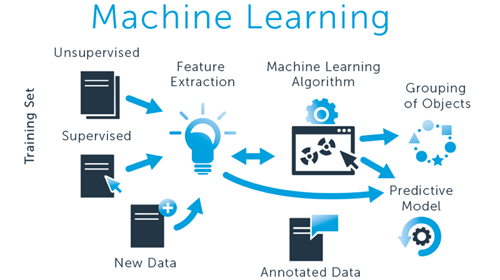 Machine Learning
Training Set
Unsupervised
Supervised
New Data
Feature
Extraction
Machine Learning
Algorithm
Annotated Data
Grouping
of Objects
Predictive
Model